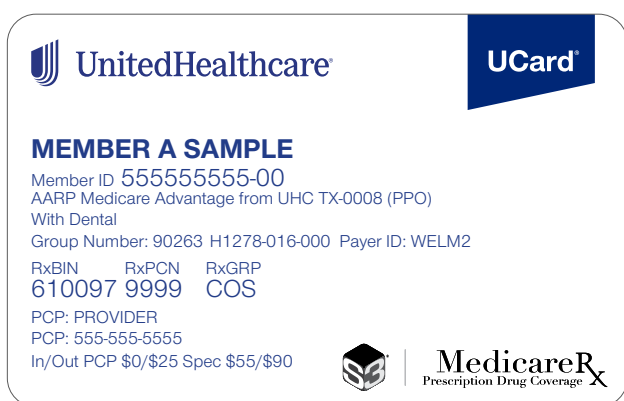 UnitedHealthcare®
UCard®
MEMBER A SAMPLE
Member ID 555555555-00
AARP Medicare Advantage from UHC TX-0008 (PPO)
With Dental
Group Number: 90263 H1278-016-000 Payer ID: WELM2
RxBIN RxPCN RxGRP
610097 9999 COS
PCP: PROVIDER
PCP: 555-555-5555
In/Out PCP $0/$25 Spec $55/$90
S3
MedicareRx
Prescription Drug Coverage